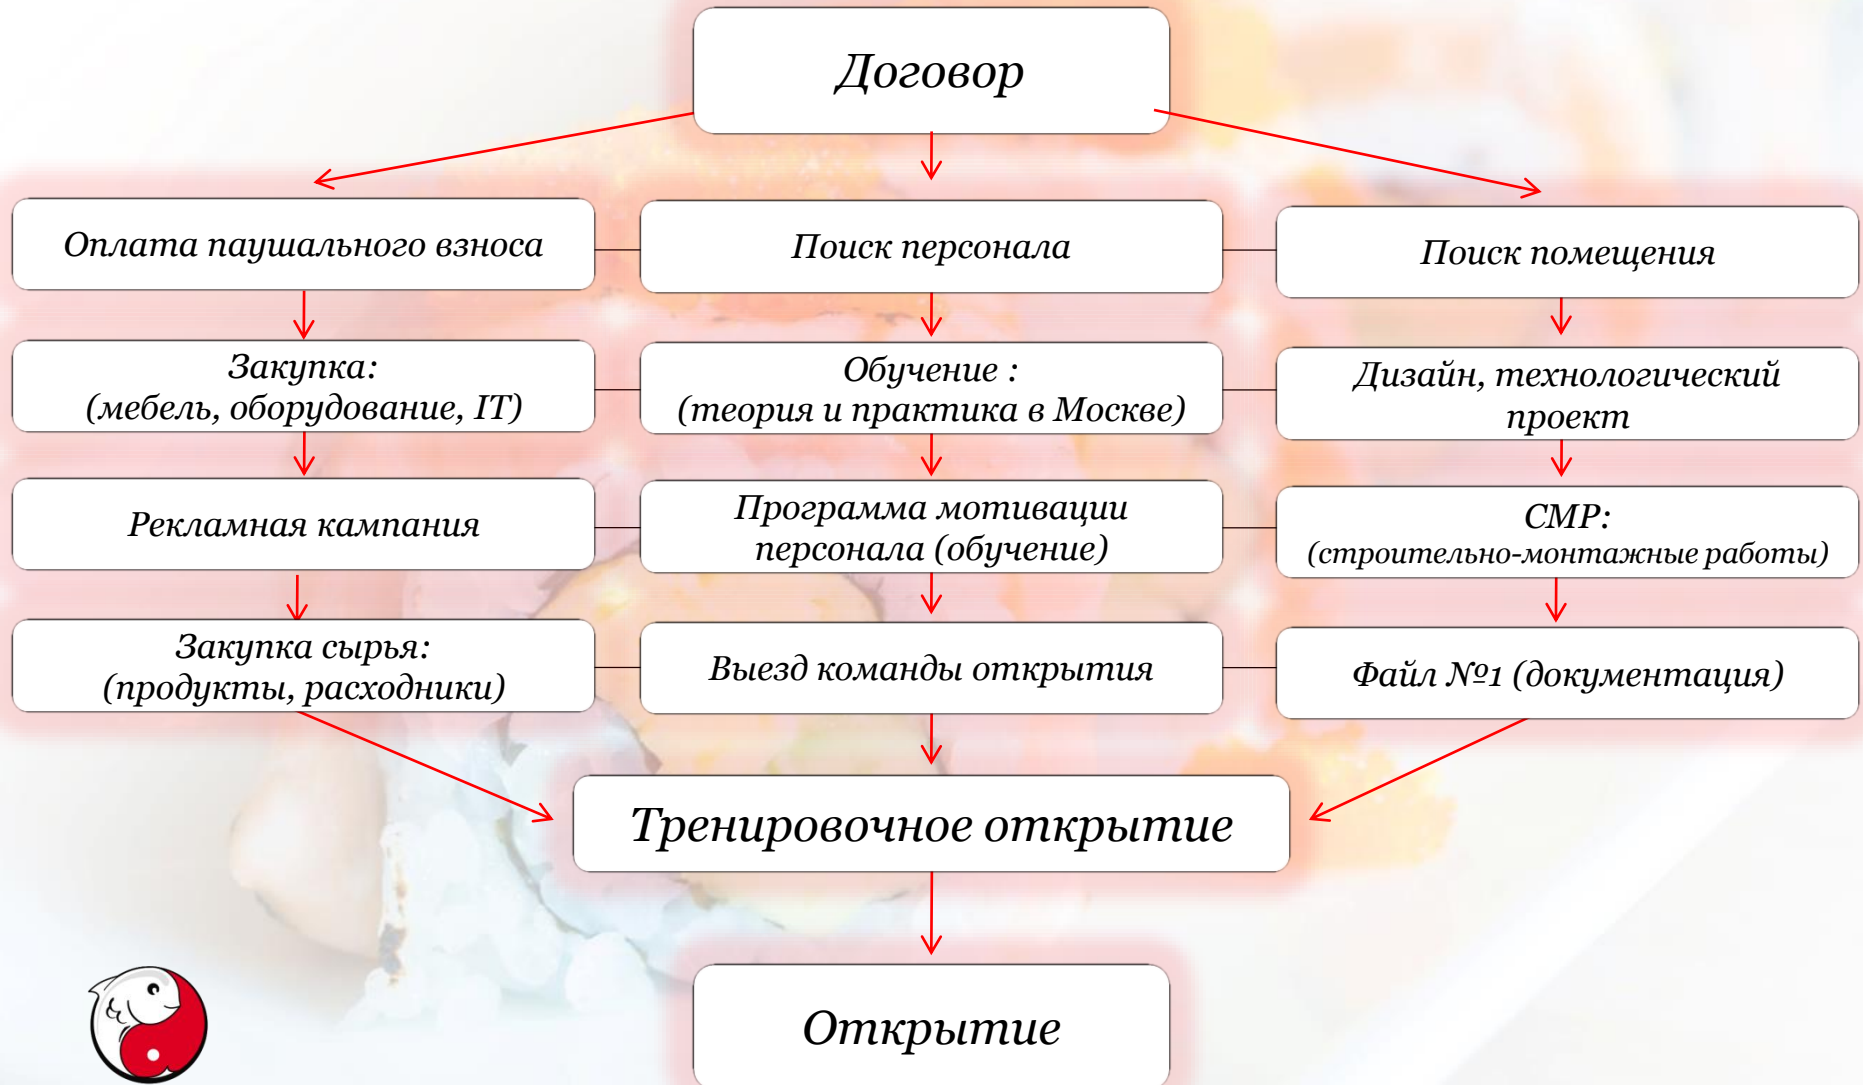 Договор
Оплата паушального взноса
Поиск персонала
Поиск помещения
Закупка:
(мебель, оборудование, IT)
Обучение :
(теория и практика в Москве)
Дизайн, технологический
проект
Рекламная кампания
Программа мотивации
персонала (обучение)
СМР:
(строительно-монтажные работы)
Закупка сырья:
(продукты, расходники)
Выезд команды открытия
Файл №1 (документация)
Тренировочное открытие
Открытие